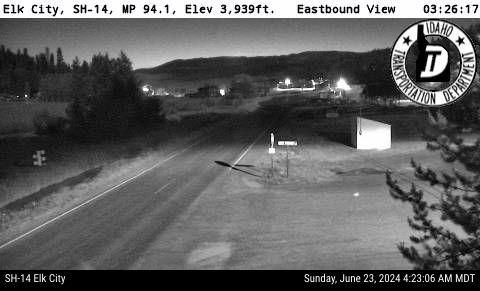 Elk City, SH-14, MP 94.1, Elev 3,939ft. Eastbound View 03:26:17
IDAHO
TRANSPORTATION DEPARTMENT
SH-14 Elk City Sunday, June 23, 2024 4:23:06 AM MDT